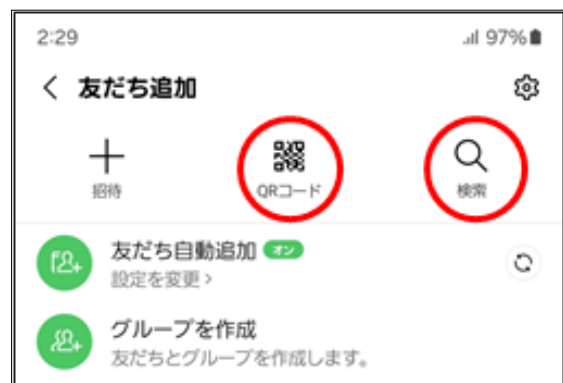 2:29 97%
友だち追加
招待 QRコード 検索
友だち自動追加 オン
設定を変更 >
グループを作成
友だちとグループを作成します。